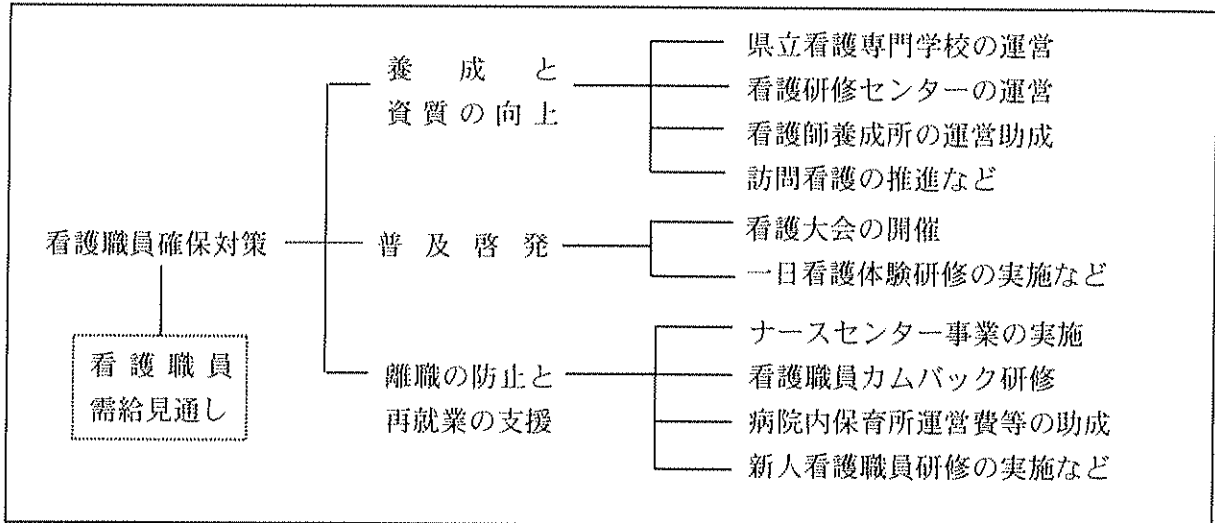 看護職員確保対策
看護職員
需給見通し
養成と
資質の向上
県立看護専門学校の運営
看護研修センターの運営
看護師養成所の運営助成
訪問看護の推進など
普及啓発
看護大会の開催
一日看護体験研修の実施など
離職の防止と
再就業の支援
ナースセンター事業の実施
看護職員カムバック研修
病院内保育所運営費等の助成
新人看護職員研修の実施など